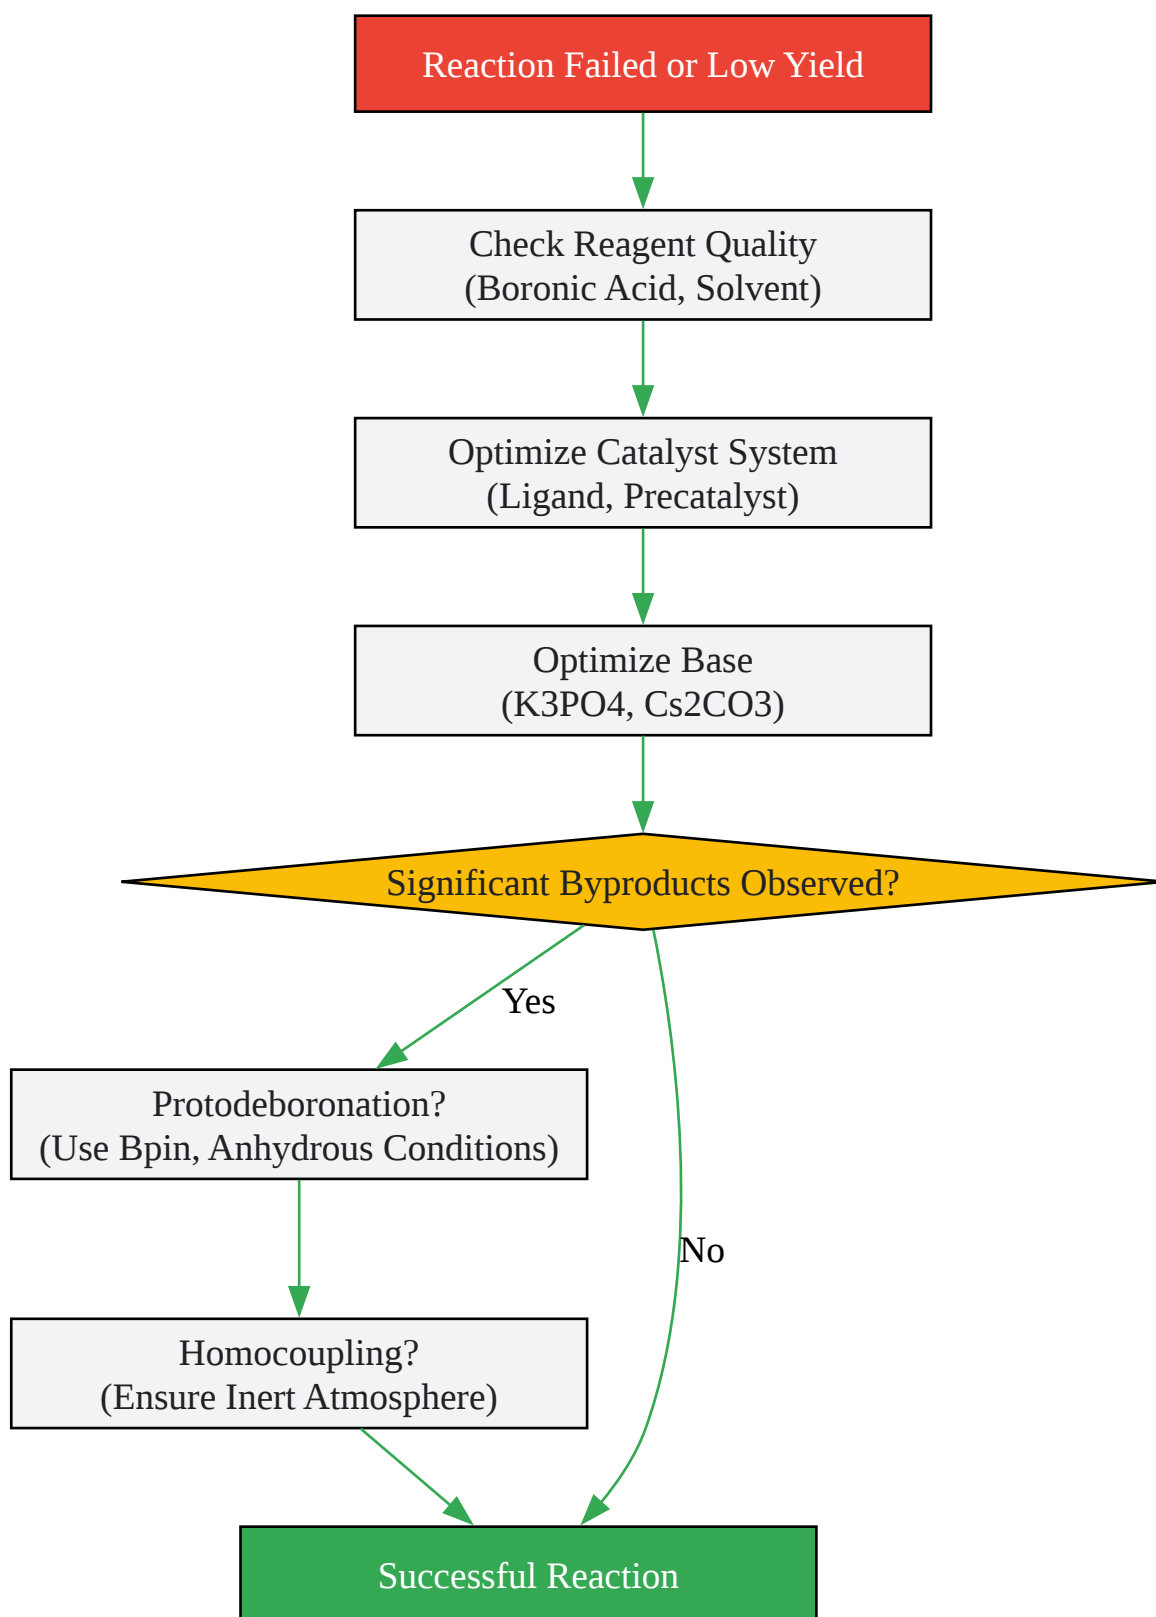 Reaction Failed or Low Yield
Check Reagent Quality
(Boronic Acid, Solvent)
Optimize Catalyst System
(Ligand, Precatalyst)
Optimize Base
(K3PO4, Cs2CO3)
Significant Byproducts Observed?
Yes
Protodeboronation?
(Use Bpin, Anhydrous Conditions)
No
Homocoupling?
(Ensure Inert Atmosphere)
Successful Reaction